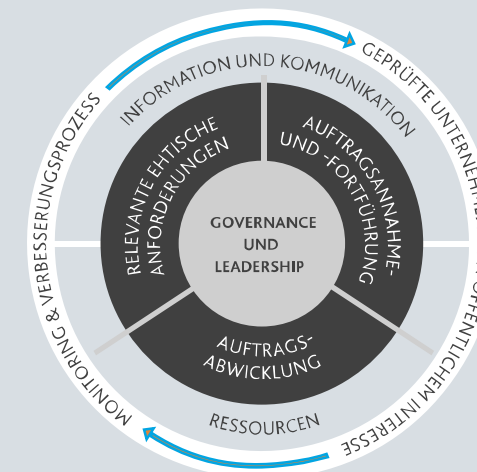 GEPRÜFTE UNTERNEHMEN
ÖFFENTLICHEM INTERESSE
MONITORING & VERBESSERUNGSPROZESS
INFORMATION UND KOMMUNIKATION
RESSOURCEN
RELEVANTE EHTISCHE
ANFORDERUNGEN
AUFTRAGSANNAHME-
UND -FORTFÜHRUNG
AUFTRAGS-
ABWICKLUNG
GOVERNANCE
UND
LEADERSHIP